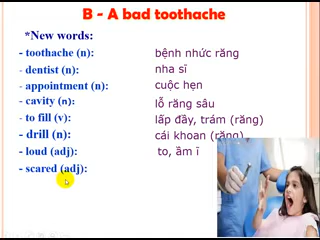 B - A bad toothache
*New words:
- toothache (n): bệnh nhức răng
- dentist (n): nha sĩ
- appointment (n): cuộc hẹn
- cavity (n): lỗ răng sâu
- to fill (v): lấp đầy, trám (răng)
- drill (n): cái khoan (răng)
- loud (adj): to, ầm ĩ
- scared (adj):